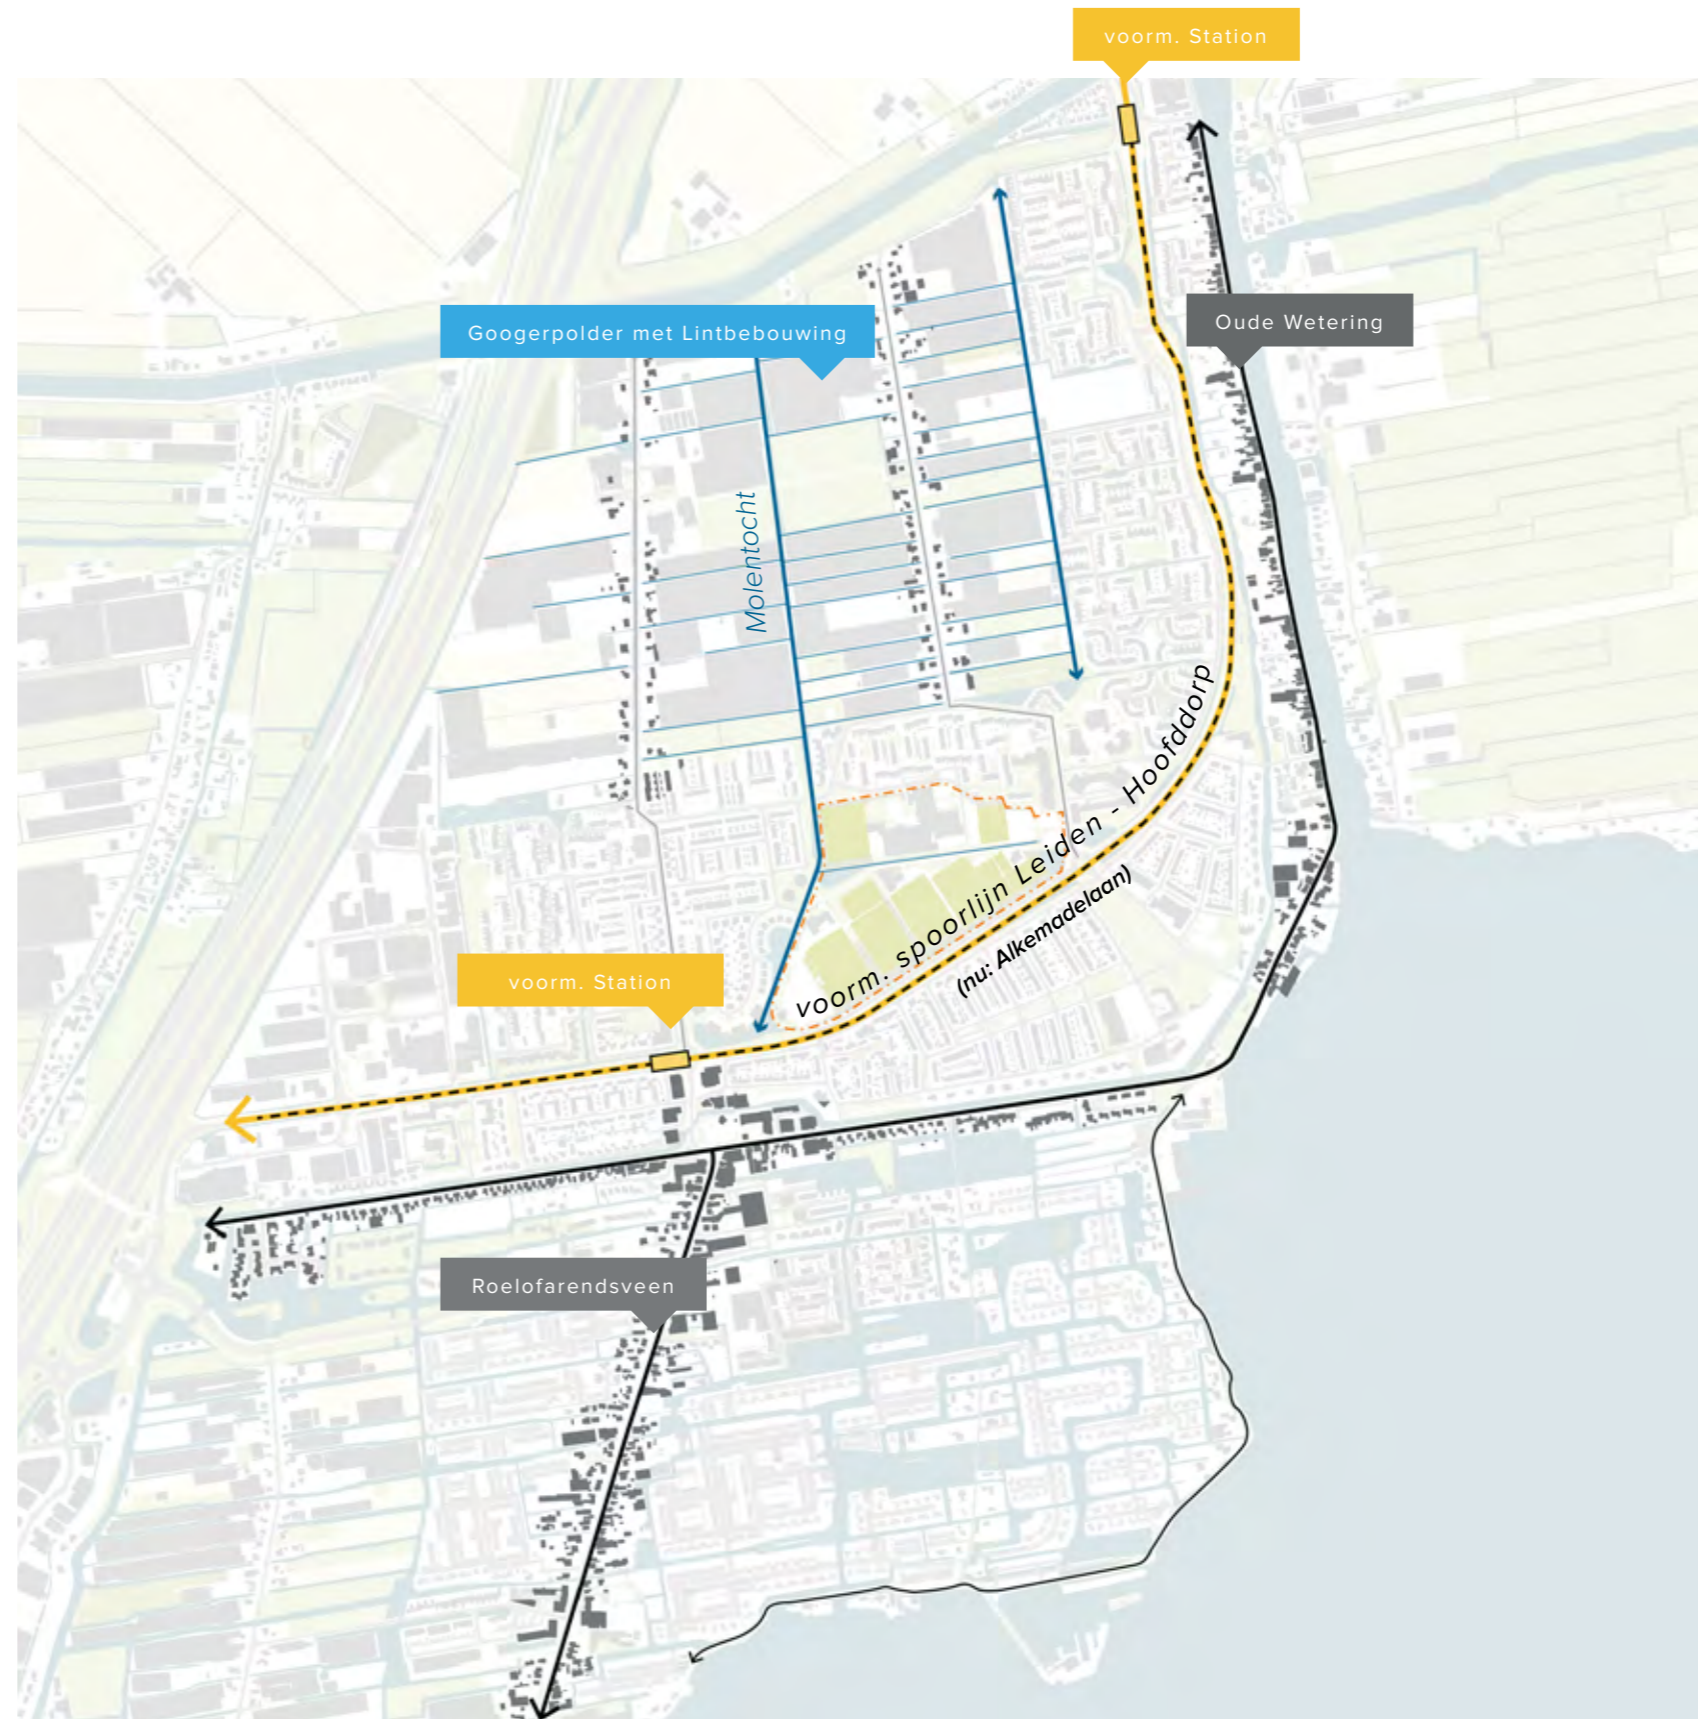 voorm. Station
Oude Wetering
Googerpolder met Lintbebouwing
Molentocht
voorm. spoorlijn Leiden - Hoofddorp
(nu: Alkemadelaan)
voorm. Station
Roelofarendsveen